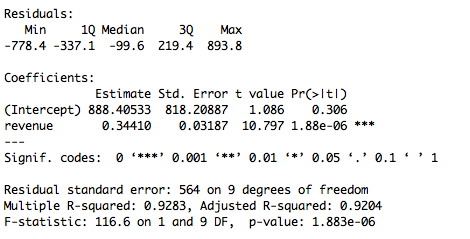 Residuals:
Min 1Q Median 3Q Max
-778.4 -337.1 -99.6 219.4 893.8
Coefficients:
Estimate Std. Error t value Pr(>|t|)
(Intercept) 888.40533 818.20887 1.086 0.306
revenue 0.34410 0.03187 10.797 1.88e-06 ***
---
Signif. codes: 0 ‘***’ 0.001 ‘**’ 0.01 ‘*’ 0.05 ‘.’ 0.1 ‘ ’ 1
Residual standard error: 564 on 9 degrees of freedom
Multiple R-squared: 0.9283, Adjusted R-squared: 0.9204
F-statistic: 116.6 on 1 and 9 DF, p-value: 1.883e-06